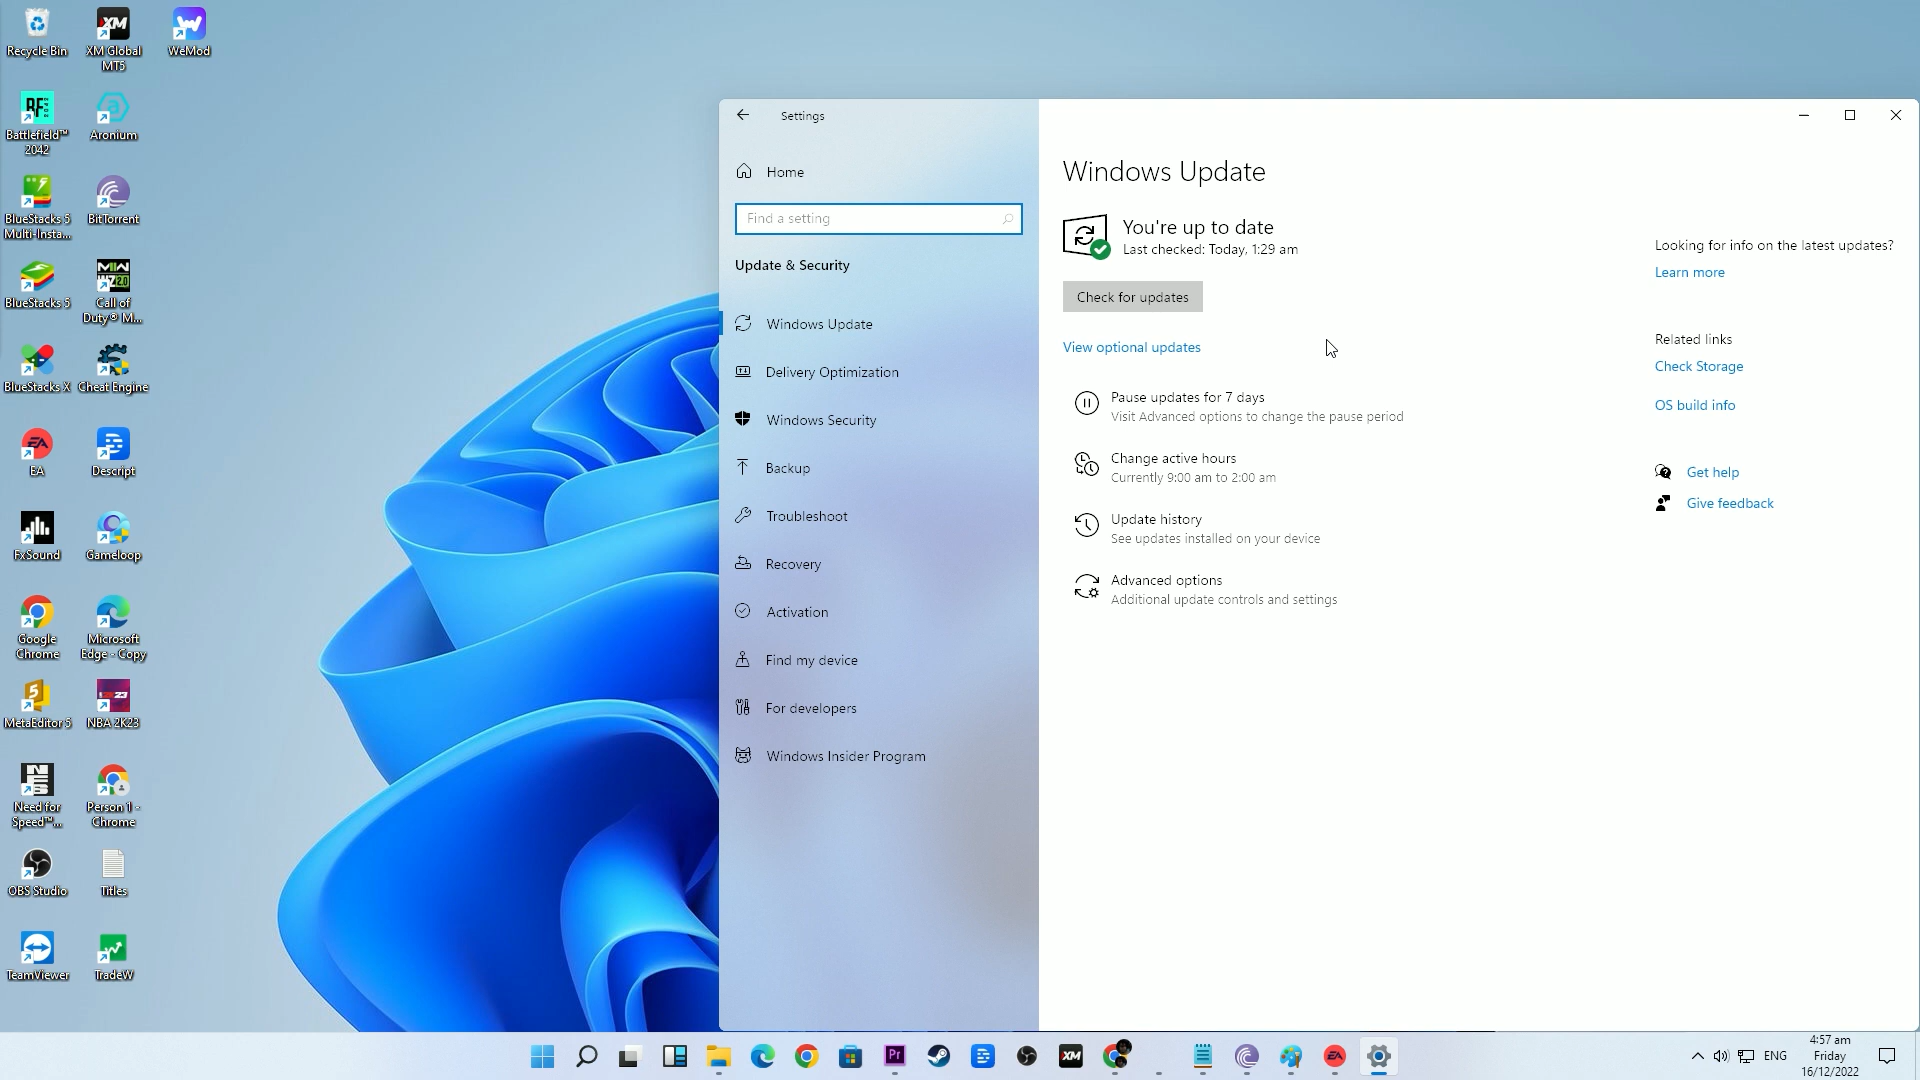 Recycle Bin
XM Global
MT5
WeMod
Battlefield™
2042
Aronium
BlueStacks 5
Multi-Insta...
BitTorrent
BlueStacks 5
Call of
Duty® M...
BlueStacks X
Cheat Engine
EA
Descript
FxSound
Gameloop
Google
Chrome
Microsoft
Edge - Copy
MetaEditor 5
NBA 2K23
Need for
Speed™...
Person 1 -
Chrome
OBS Studio
Titles
TeamViewer
TradeW
Settings
Home
Find a setting
Update & Security
Windows Update
Delivery Optimization
Windows Security
Backup
Troubleshoot
Recovery
Activation
Find my device
For developers
Windows Insider Program
Windows Update
You're up to date
Last checked: Today, 1:29 am
Check for updates
View optional updates
Pause updates for 7 days
Visit Advanced options to change the pause period
Change active hours
Currently 9:00 am to 2:00 am
Update history
See updates installed on your device
Advanced options
Additional update controls and settings
Looking for info on the latest updates?
Learn more
Related links
Check Storage
OS build info
Get help
Give feedback
ENG
4:57 am
Friday
16/12/2022